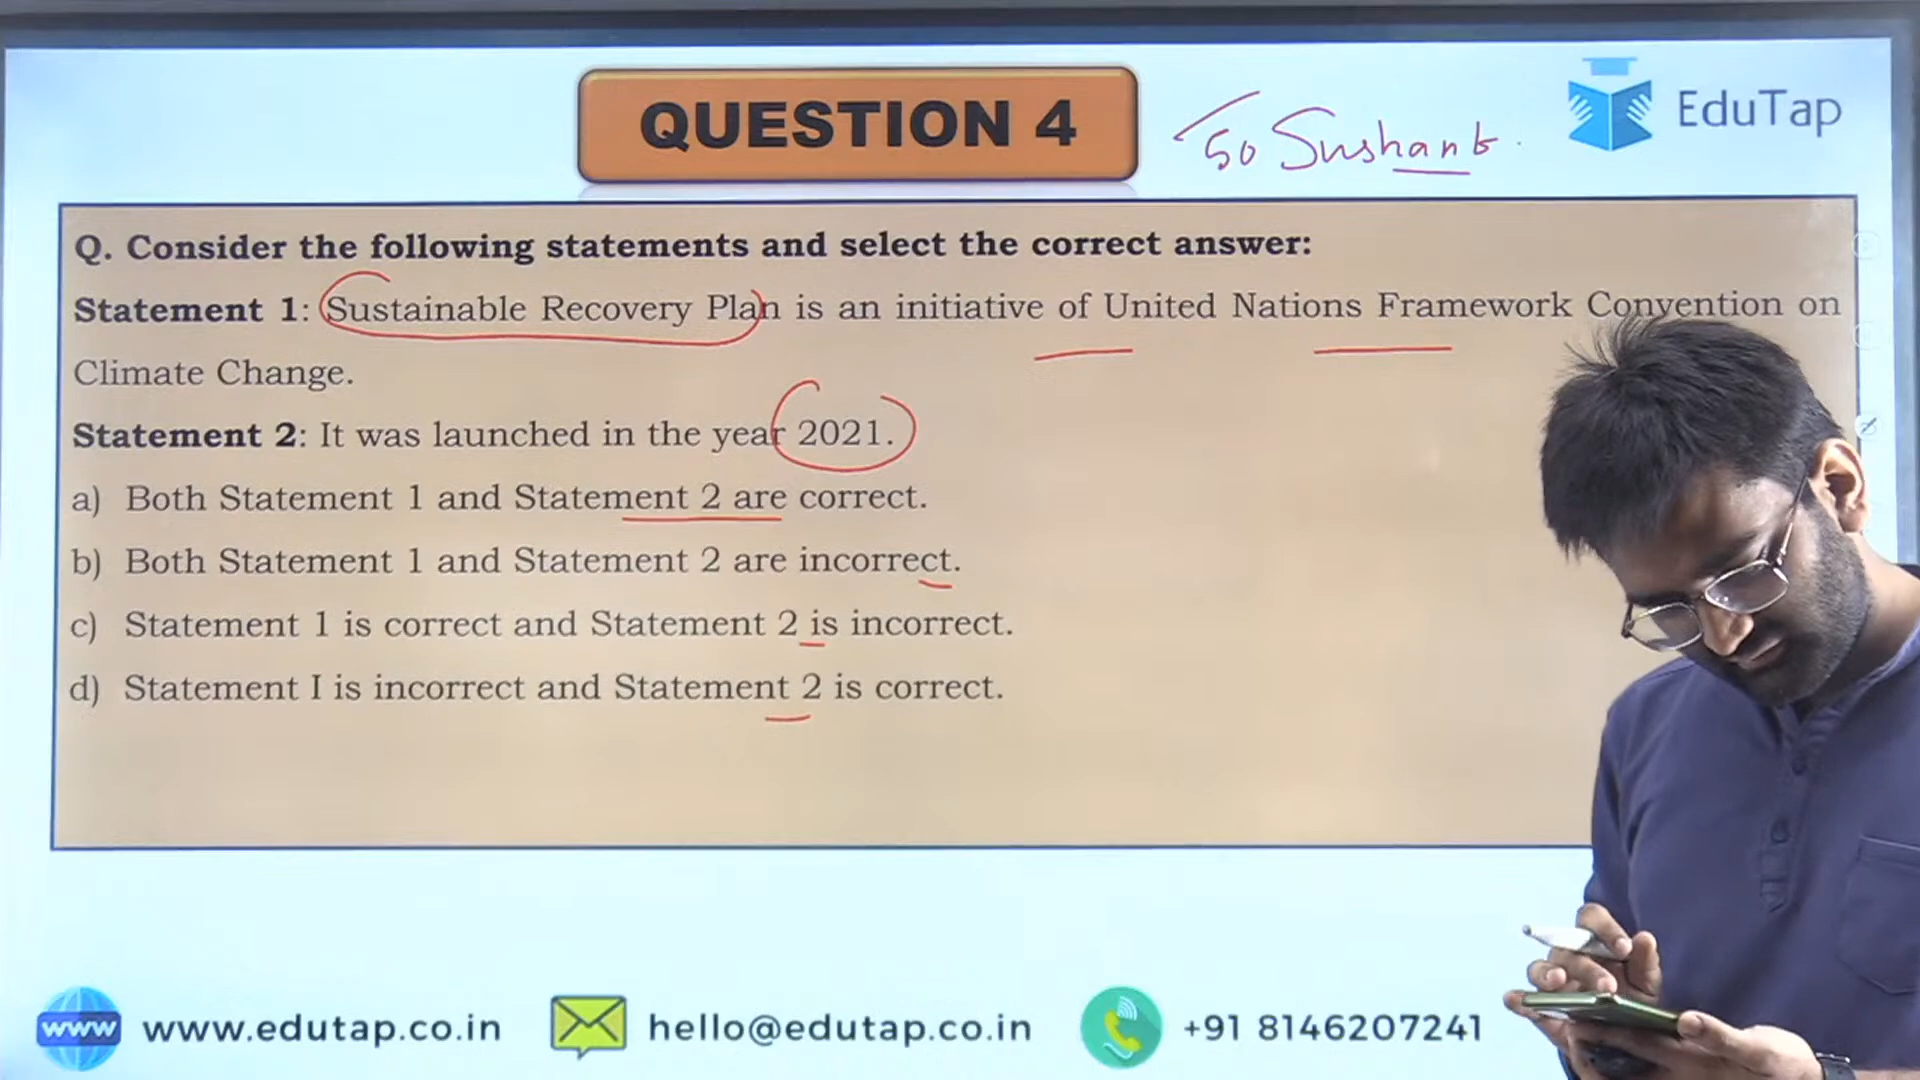 QUESTION 4
To Sushant.
EduTap
Q. Consider the following statements and select the correct answer:
Statement 1: Sustainable Recovery Plan is an initiative of United Nations Framework Convention on
Climate Change.
Statement 2: It was launched in the year 2021.
a) Both Statement 1 and Statement 2 are correct.
b) Both Statement 1 and Statement 2 are incorrect.
c) Statement 1 is correct and Statement 2 is incorrect.
d) Statement I is incorrect and Statement 2 is correct.
www www.edutap.co.in hello@edutap.co.in +91 8146207241